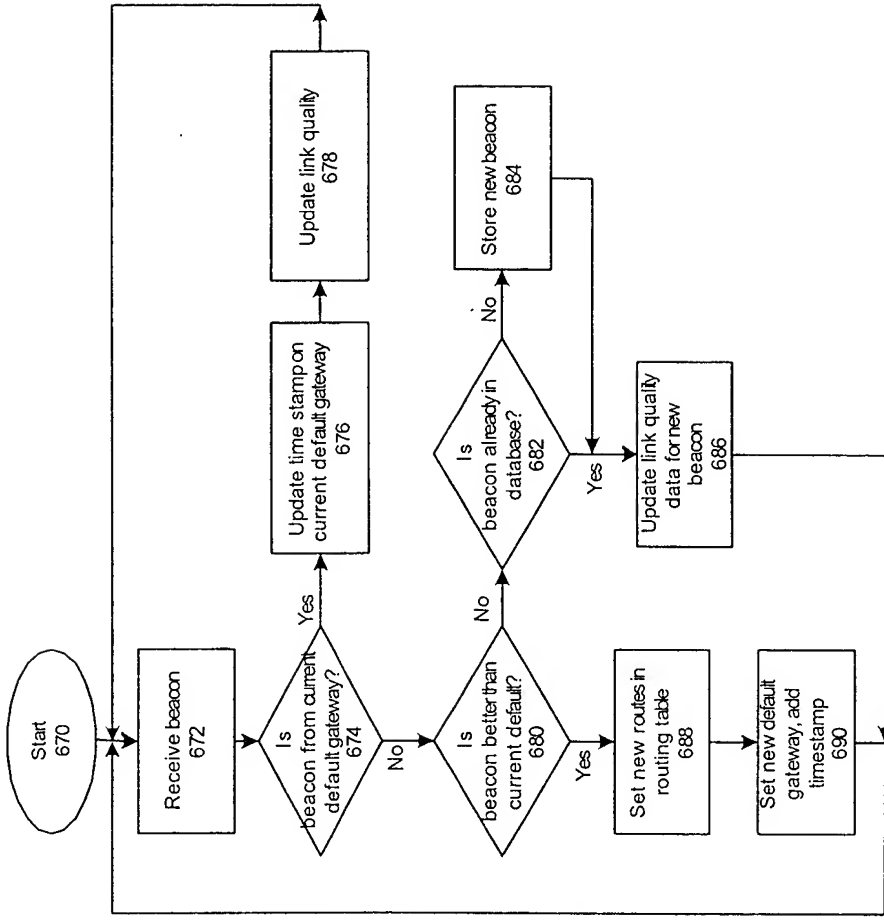 Start
670
Receive beacon
672
Is
beacon from current
default gateway?
674
Yes
No
Update time stamp on
current default gateway
676
Update link quality
678
Is
beacon better than
current default?
680
No
Yes
Is
beacon already in
database?
682
No
Yes
Store new beacon
684
Update link quality
data for new
beacon
686
Set new routes in
routing table
688
Set new default
gateway, add
timestamp
690